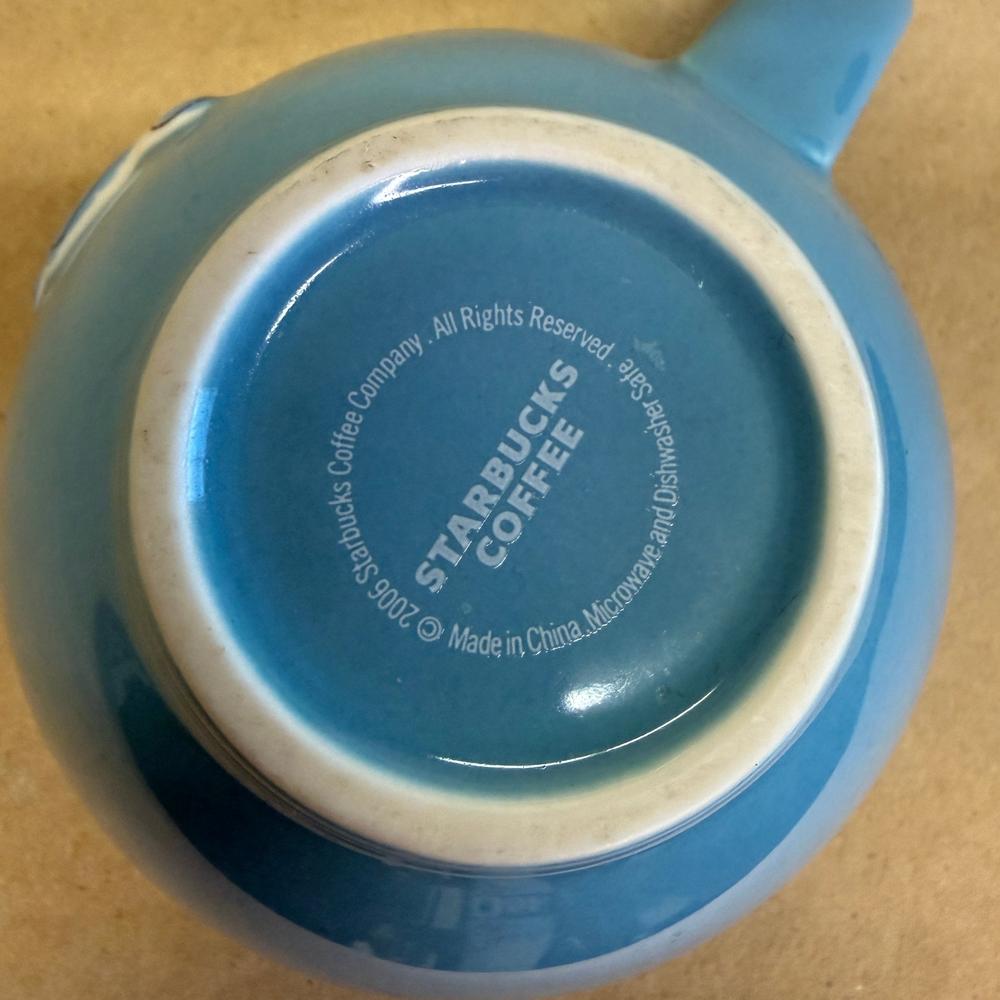 STARBUCKS
COFFEE
© 2006 Starbucks Coffee Company . All Rights Reserved . Made in China. Microwave and Dishwasher Safe